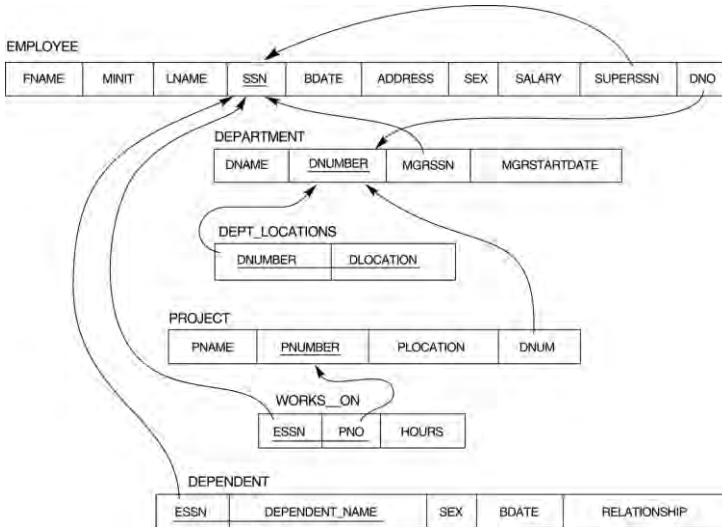 EMPLOYEE
FNAME MINIT LNAME SSN BDATE ADDRESS SEX SALARY SUPERSSN DNO
DEPARTMENT
DNAME DNUMBER MGRSSN MGRSTARTDATE
DEPT_LOCATIONS
DNUMBER DLOCATION
PROJECT
PNAME PNUMBER PLOCATION DNUM
WORKS_ON
ESSN PNO HOURS
DEPENDENT
ESSN DEPENDENT_NAME SEX BDATE RELATIONSHIP